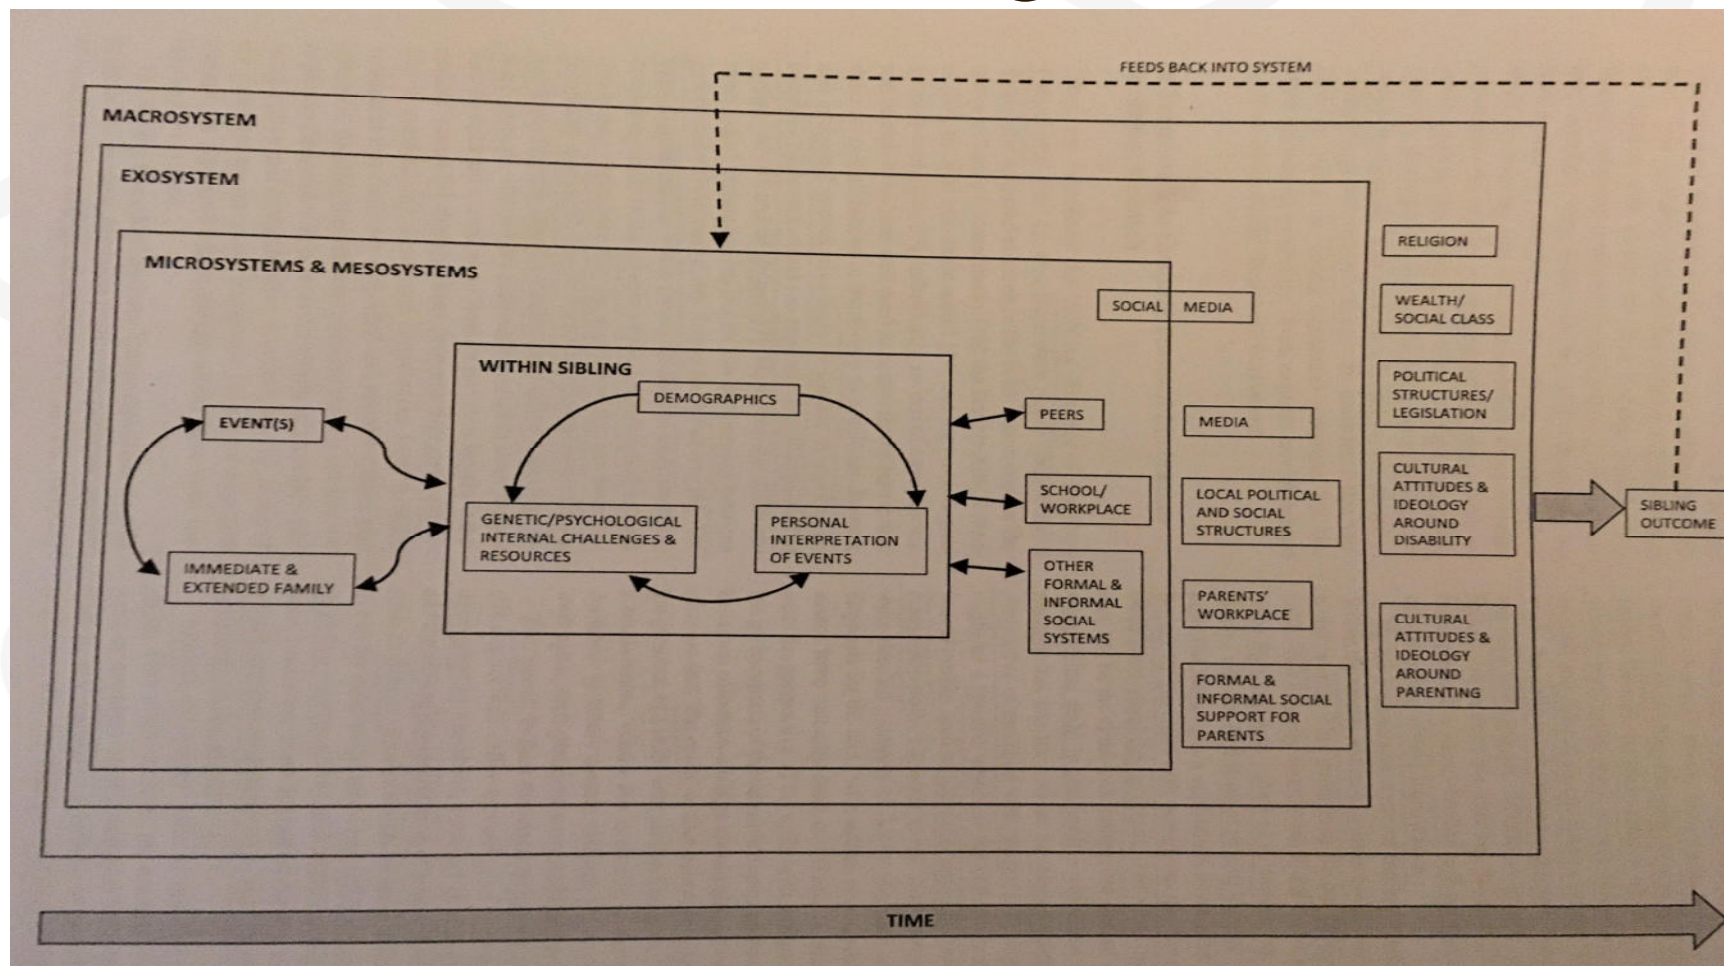 FEEDS BACK INTO SYSTEM
MACROSYSTEM
EXOSYSTEM
MICROSYSTEMS & MESOSYSTEMS
WITHIN SIBLING
DEMOGRAPHICS
EVENT(S)
IMMEDIATE &
EXTENDED FAMILY
GENETIC/PSYCHOLOGICAL
INTERNAL CHALLENGES &
RESOURCES
PERSONAL
INTERPRETATION
OF EVENTS
SOCIAL MEDIA
PEERS
SCHOOL/
WORKPLACE
OTHER
FORMAL &
INFORMAL
SOCIAL
SYSTEMS
MEDIA
LOCAL POLITICAL
AND SOCIAL
STRUCTURES
PARENTS'
WORKPLACE
FORMAL &
INFORMAL SOCIAL
SUPPORT FOR
PARENTS
RELIGION
WEALTH/
SOCIAL CLASS
POLITICAL
STRUCTURES/
LEGISLATION
CULTURAL
ATTITUDES &
IDEOLOGY
AROUND
DISABILITY
CULTURAL
ATTITUDES &
IDEOLOGY
AROUND
PARENTING
SIBLING
OUTCOME
TIME